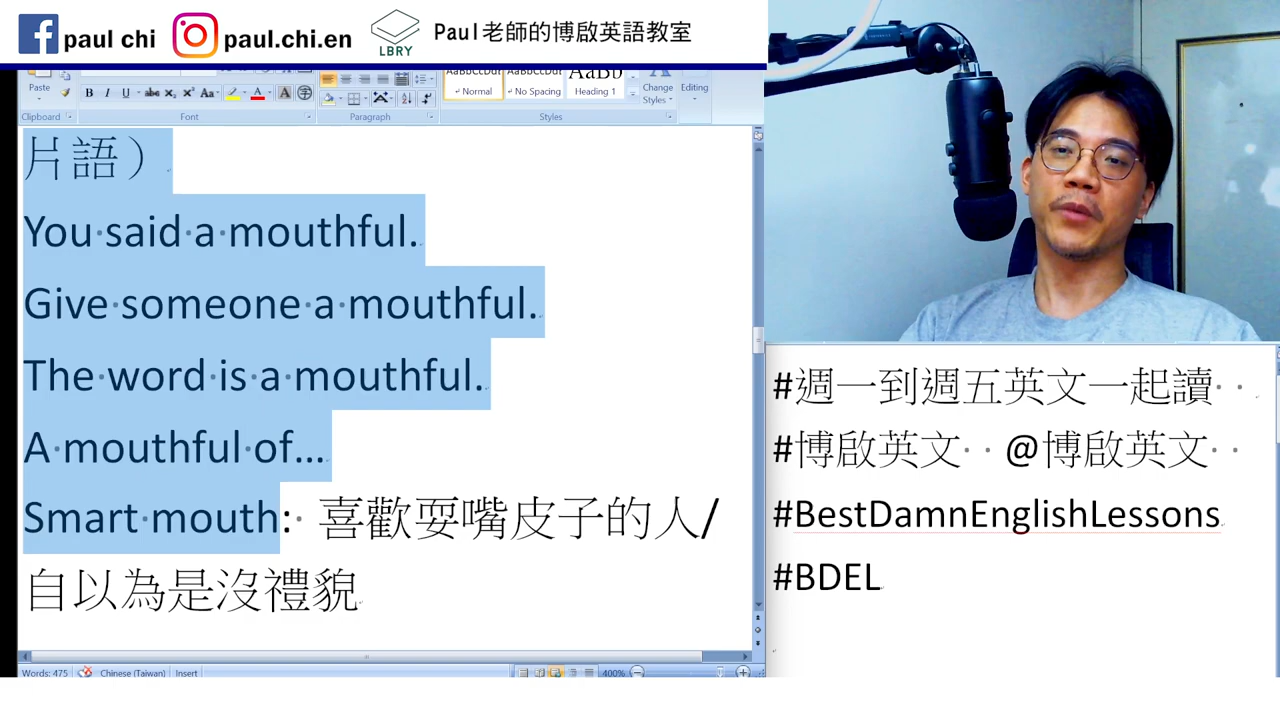 paul chi
paul.chi.en
LBRY
Paul老師的博啟英語教室
Paste
AaBbCcDdI
AaBbCcDdI
AaBb
Normal
No Spacing
Heading 1
Change Styles
Editing
Clipboard
Font
Paragraph
Styles
片語）
You said a mouthful.
Give someone a mouthful.
The word is a mouthful.
A mouthful of…
Smart mouth: 喜歡耍嘴皮子的人/
自以為是沒禮貌
#週一到週五英文一起讀
#博啟英文 @博啟英文
#BestDamnEnglishLessons
#BDEL
Words: 475
Chinese (Taiwan)
Insert
400%